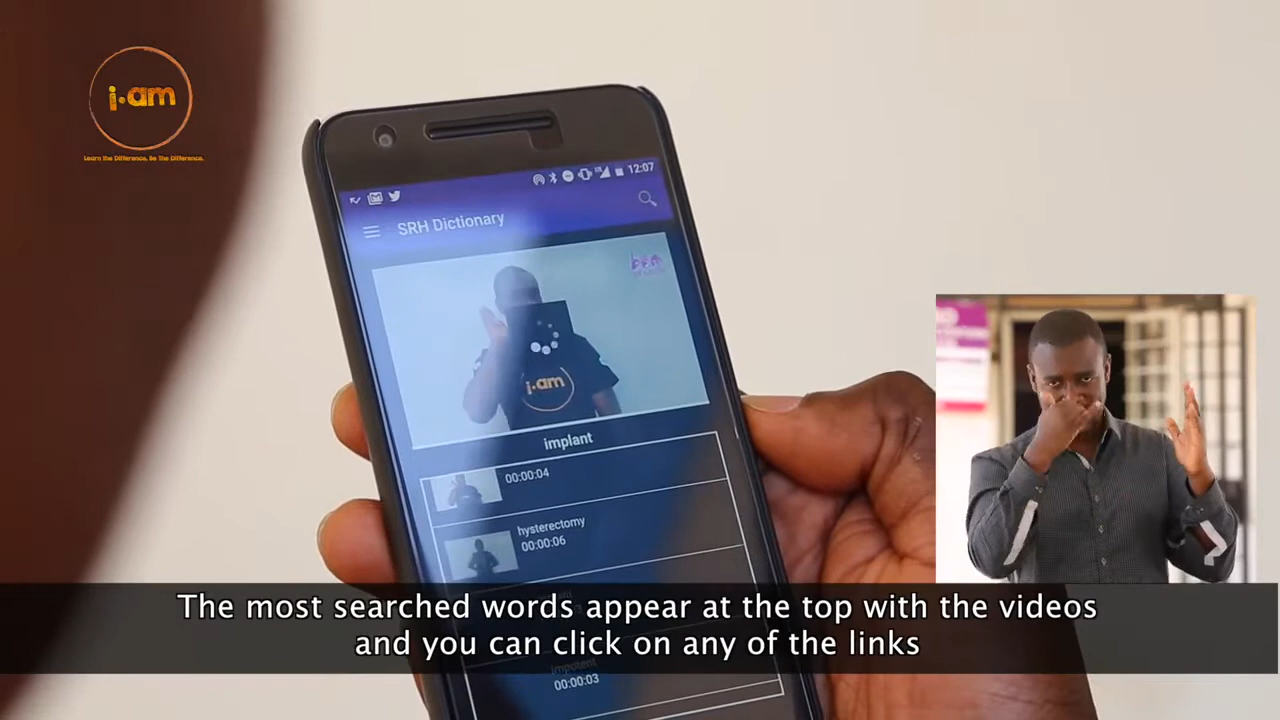 i.am
Learn the Difference. Be The Difference.
12:07
SRH Dictionary
i.am
implant
00:00:04
hysterectomy
00:00:06
impotent
00:00:03
The most searched words appear at the top with the videos
and you can click on any of the links